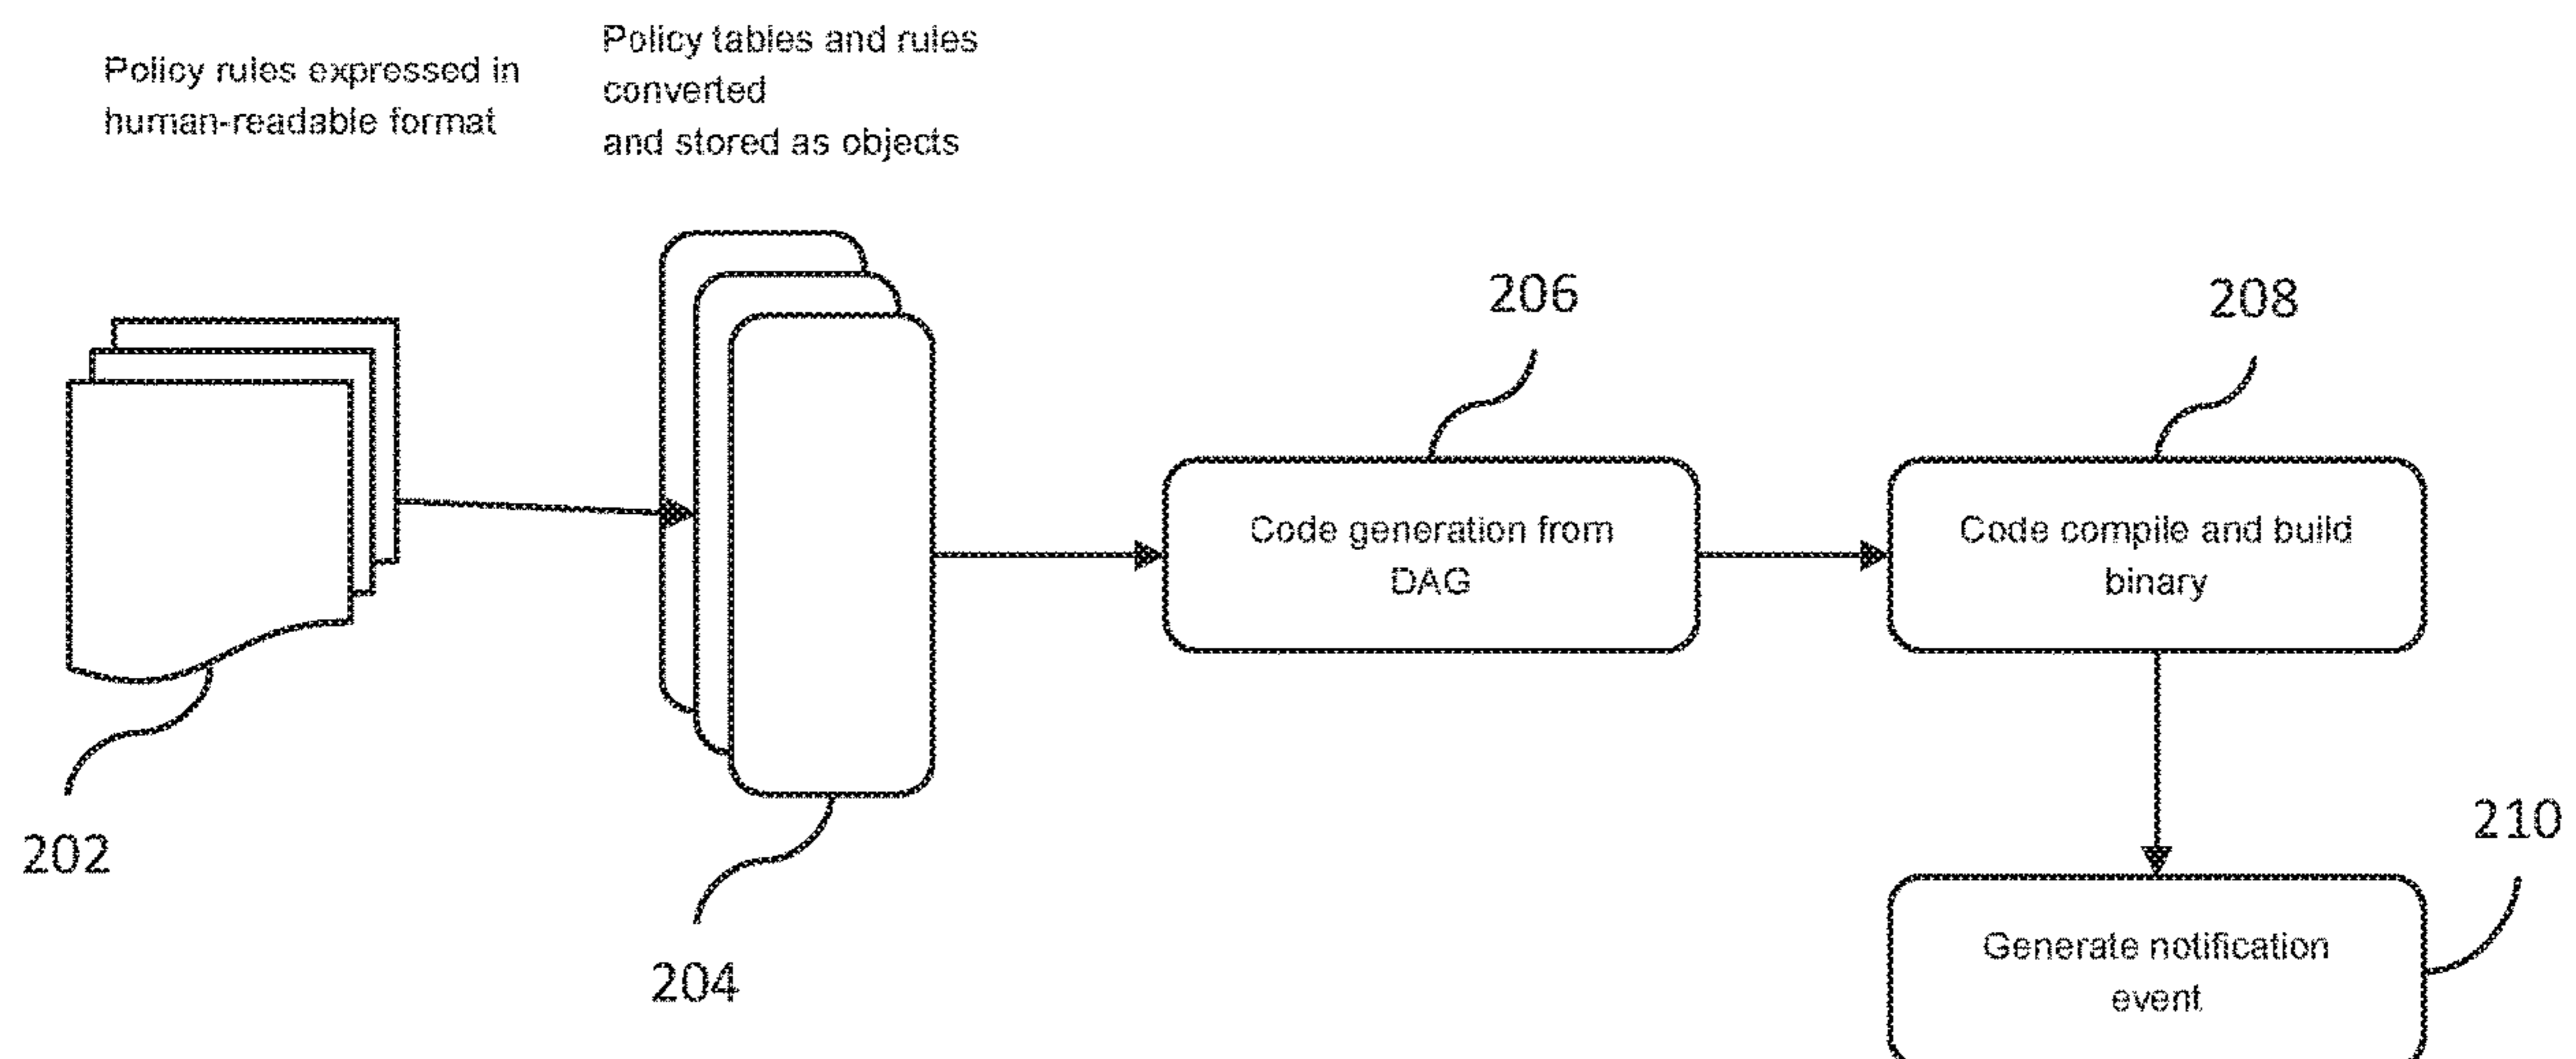 Policy rules expressed in
human-readable format
Policy tables and rules
converted
and stored as objects
206
208
Code generation from
DAG
Code compile and build
binary
202
204
210
Generate notification
event